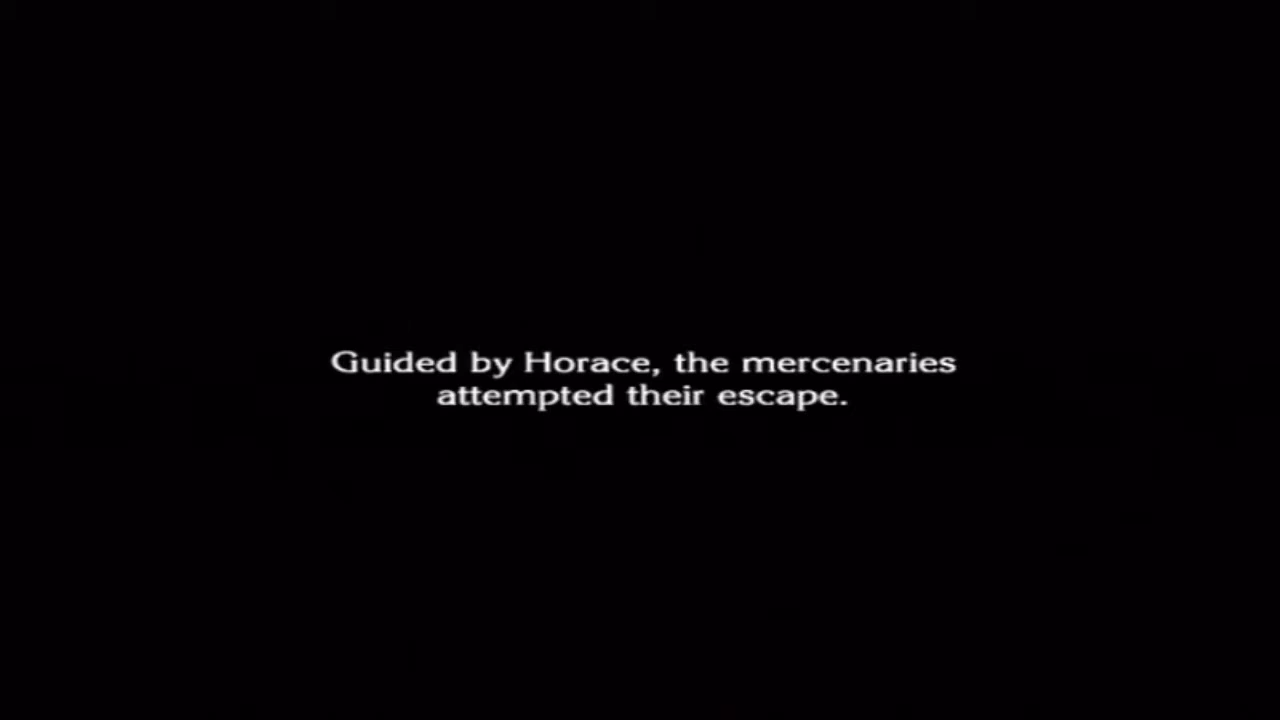 Guided by Horace, the mercenaries
attempted their escape.